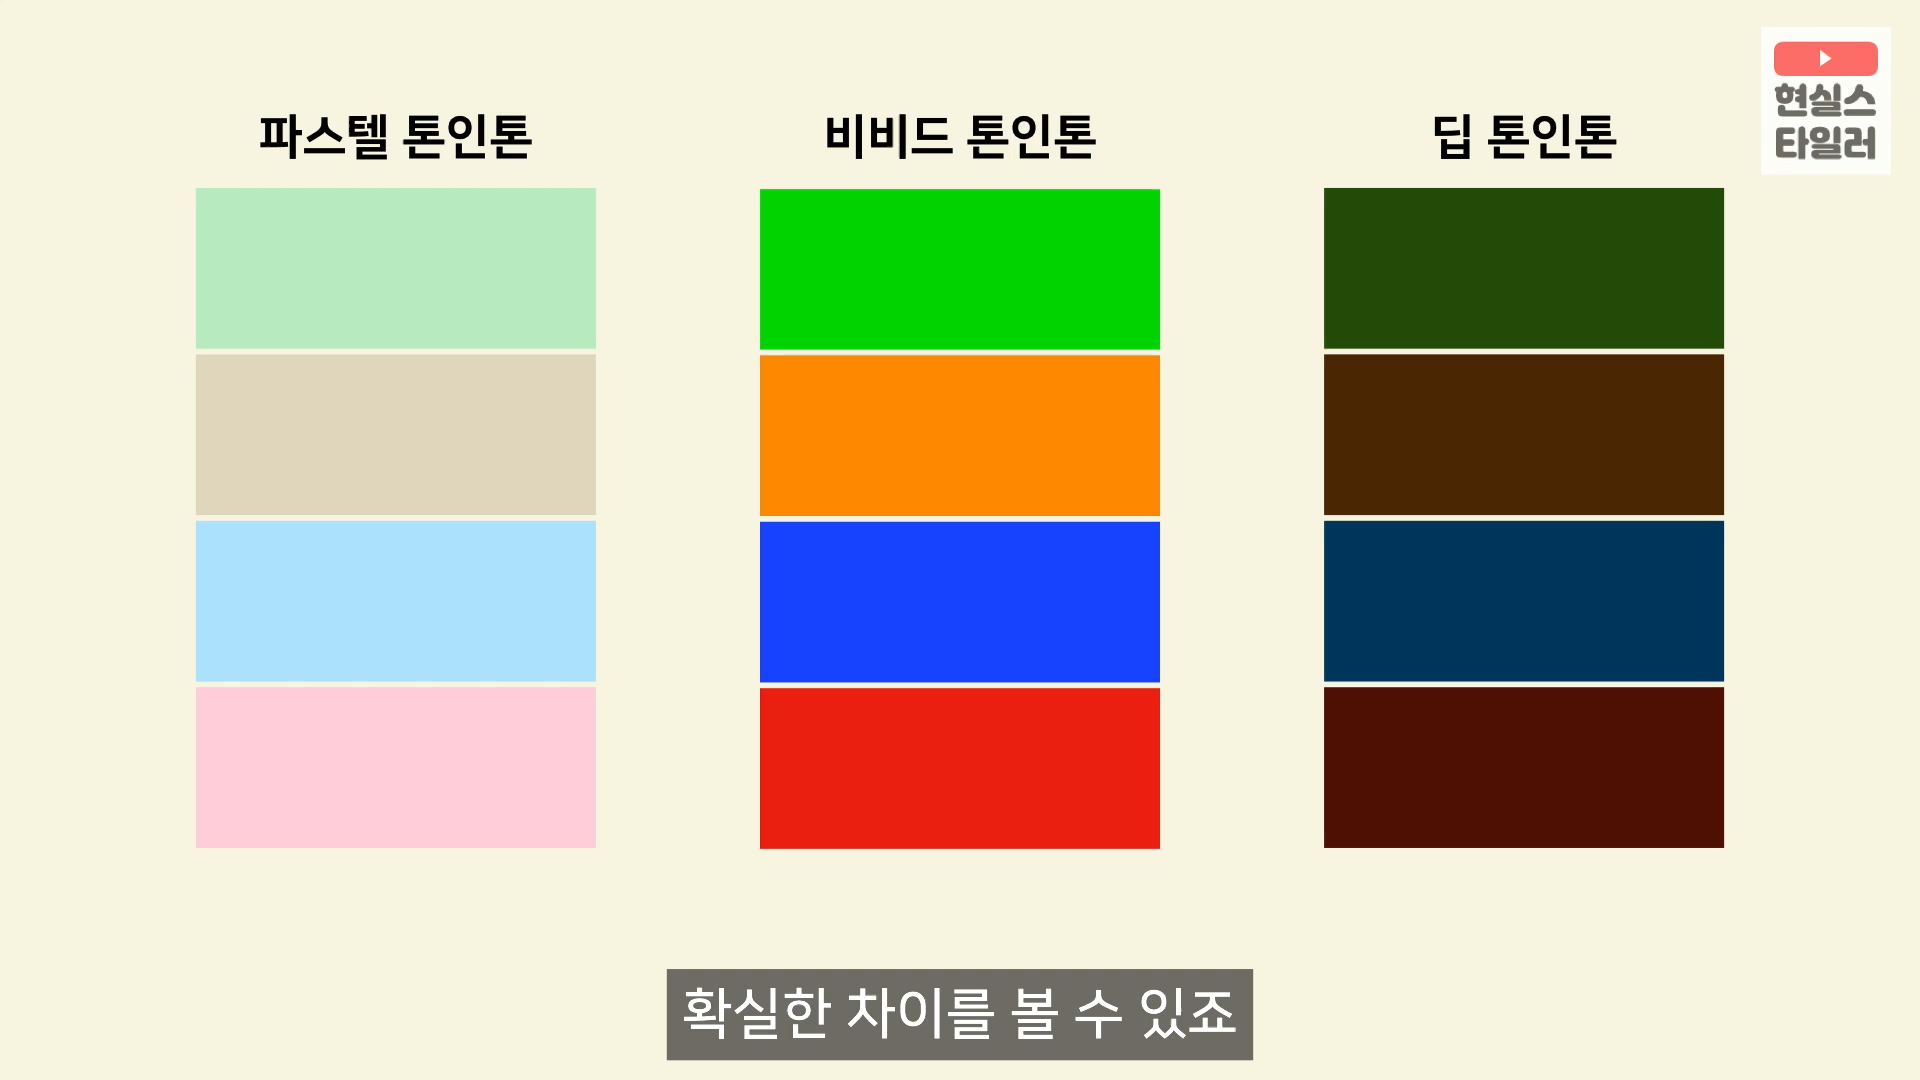 파스텔 톤인톤
비비드 톤인톤
딥 톤인톤
현실스
타일러
확실한 차이를 볼 수 있죠